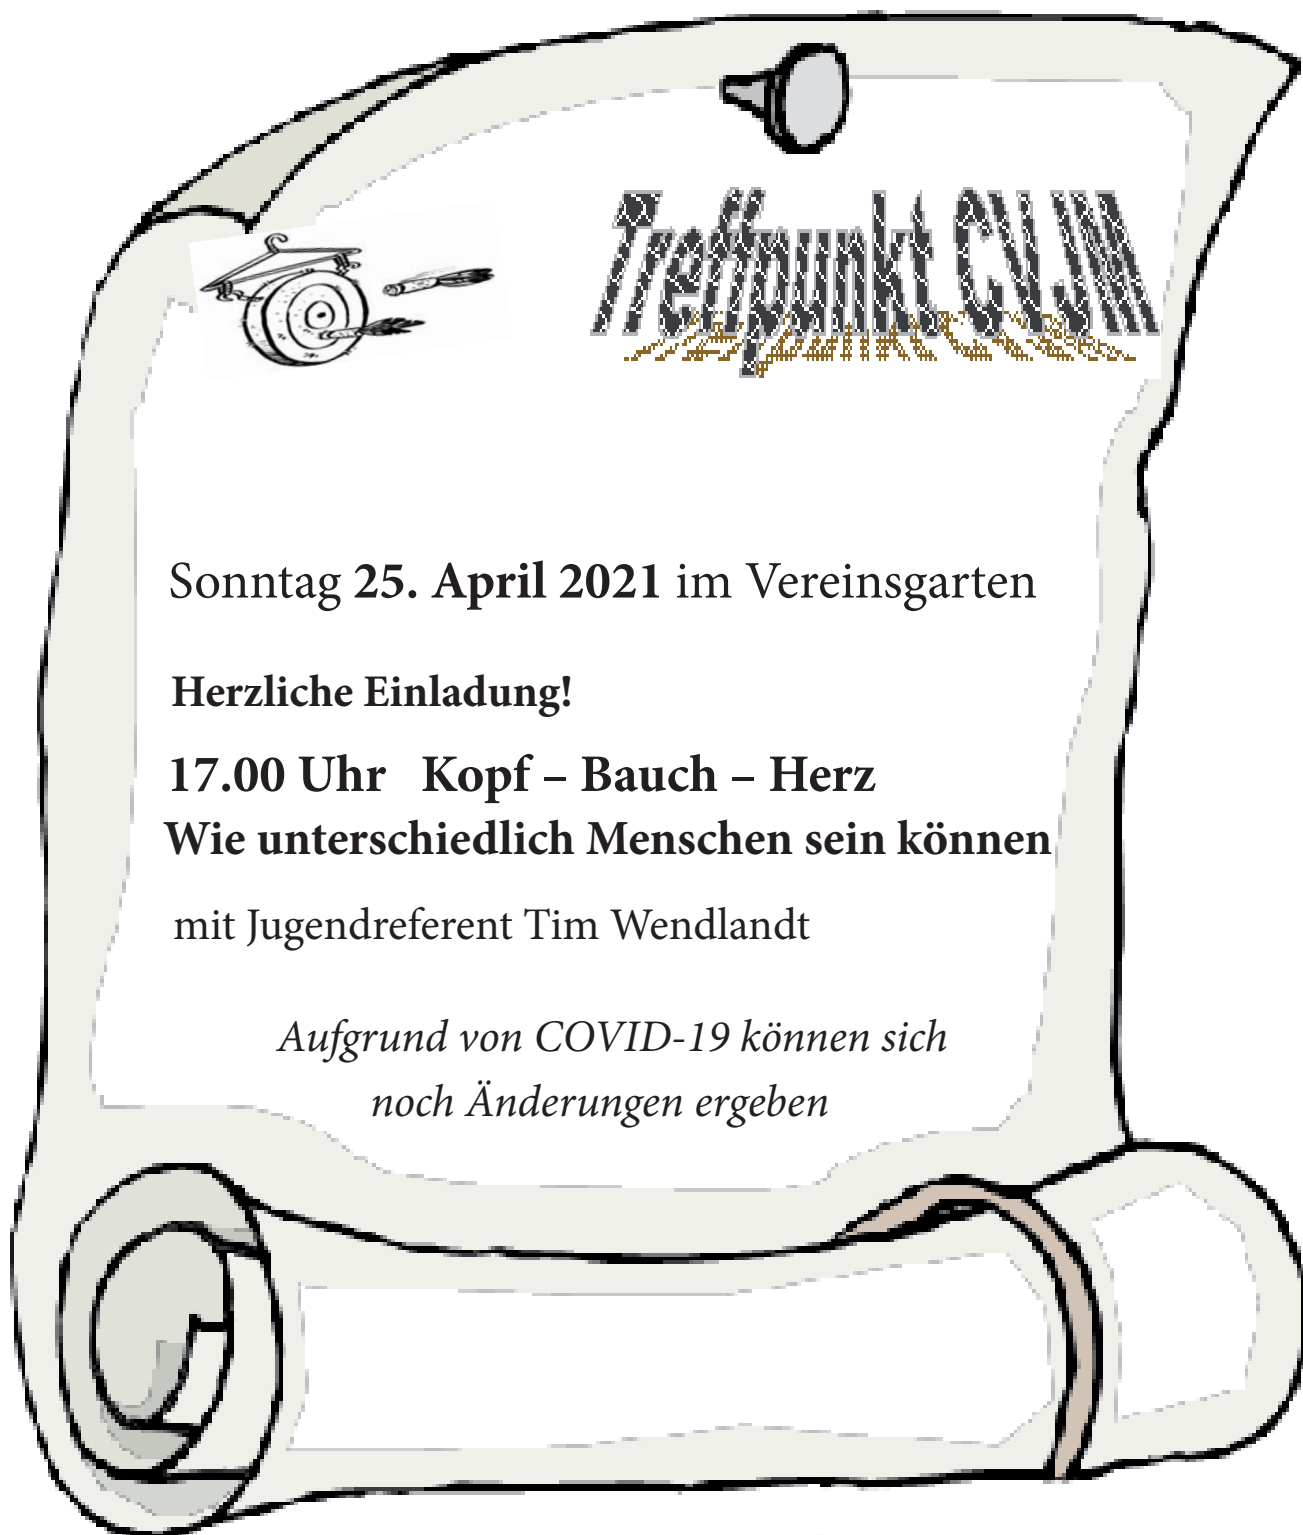 Treffpunkt CVJM
Sonntag 25. April 2021 im Vereinsgarten
Herzliche Einladung!
17.00 Uhr Kopf – Bauch – Herz
Wie unterschiedlich Menschen sein können
mit Jugendreferent Tim Wendlandt
Aufgrund von COVID-19 können sich
noch Änderungen ergeben